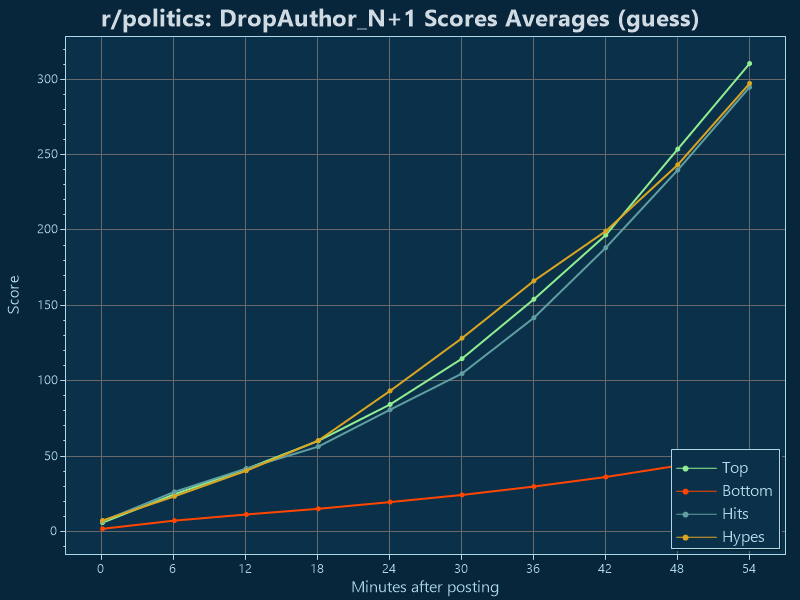 r/politics: DropAuthor_N+1 Scores Averages (guess)
300
250
200
150
100
50
0
Score
0 6 12 18 24 30 36 42 48 54
Minutes after posting
Top
Bottom
Hits
Hypes